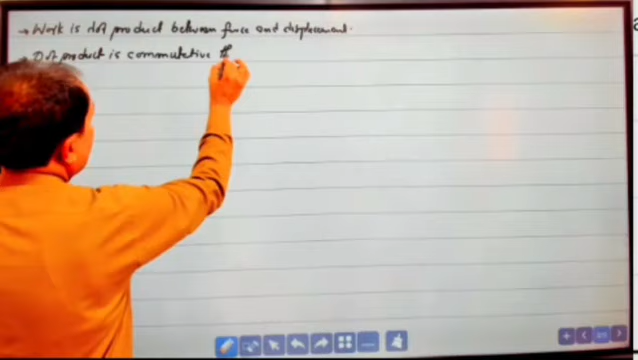 → Work is dot product between force and displacement.
→ Dot product is commutative